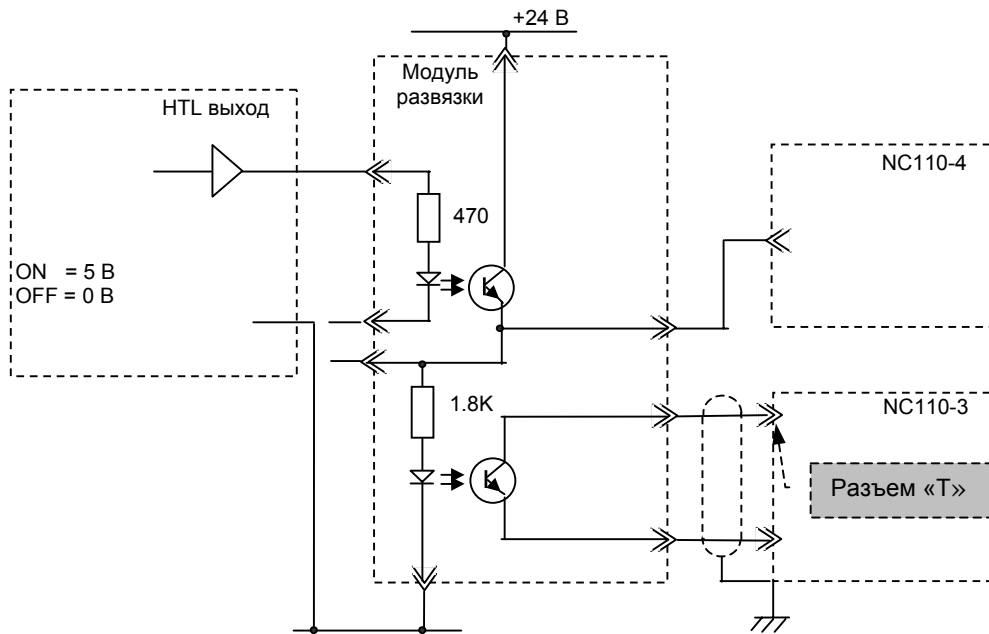 +24 В
Модуль
развязки
HTL выход
NC110-4
470
ON = 5 В
OFF = 0 В
1.8K
NC110-3
Разъем «Т»